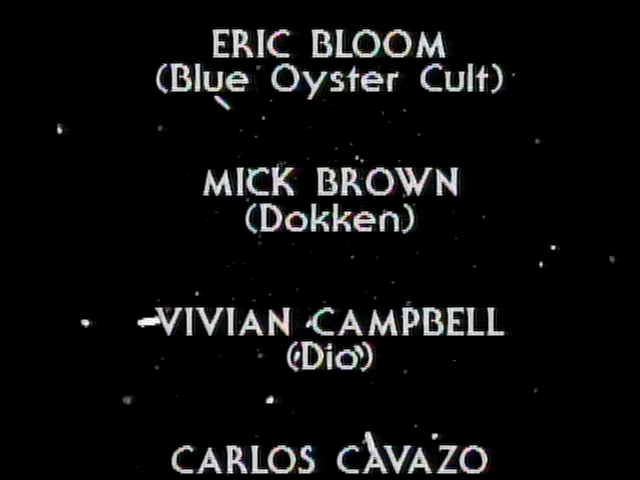 ERIC BLOOM
(Blue Oyster Cult)
MICK BROWN
(Dokken)
VIVIAN CAMPBELL
(Dio)
CARLOS CAVAZO